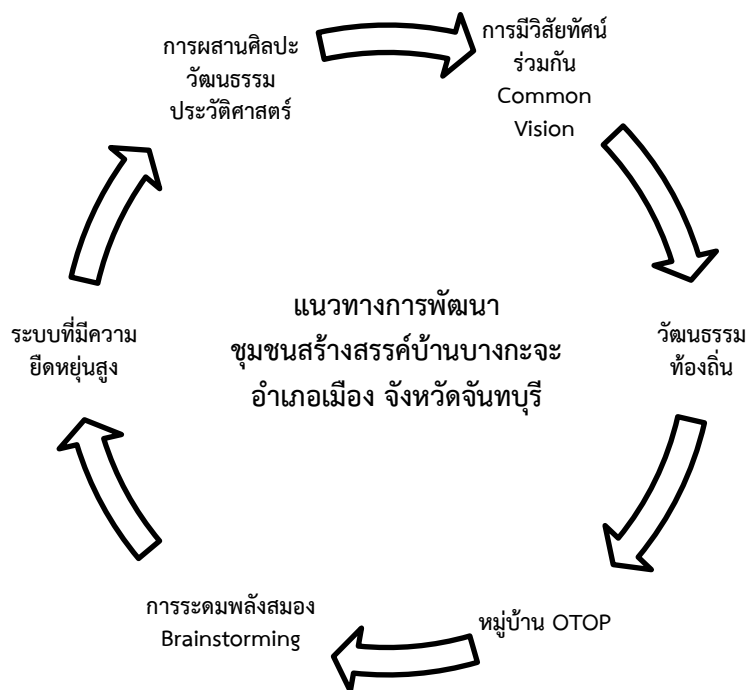 การผสานศิลปะ
วัฒนธรรม
ประวัติศาสตร์
การมีวิสัยทัศน์
ร่วมกัน
Common
Vision
วัฒนธรรม
ท้องถิ่น
หมู่บ้าน OTOP
การระดมพลังสมอง
Brainstorming
ระบบที่มีความ
ยืดหยุ่นสูง
แนวทางการพัฒนา
ชุมชนสร้างสรรค์บ้านบางกะจะ
อำเภอเมือง จังหวัดจันทบุรี